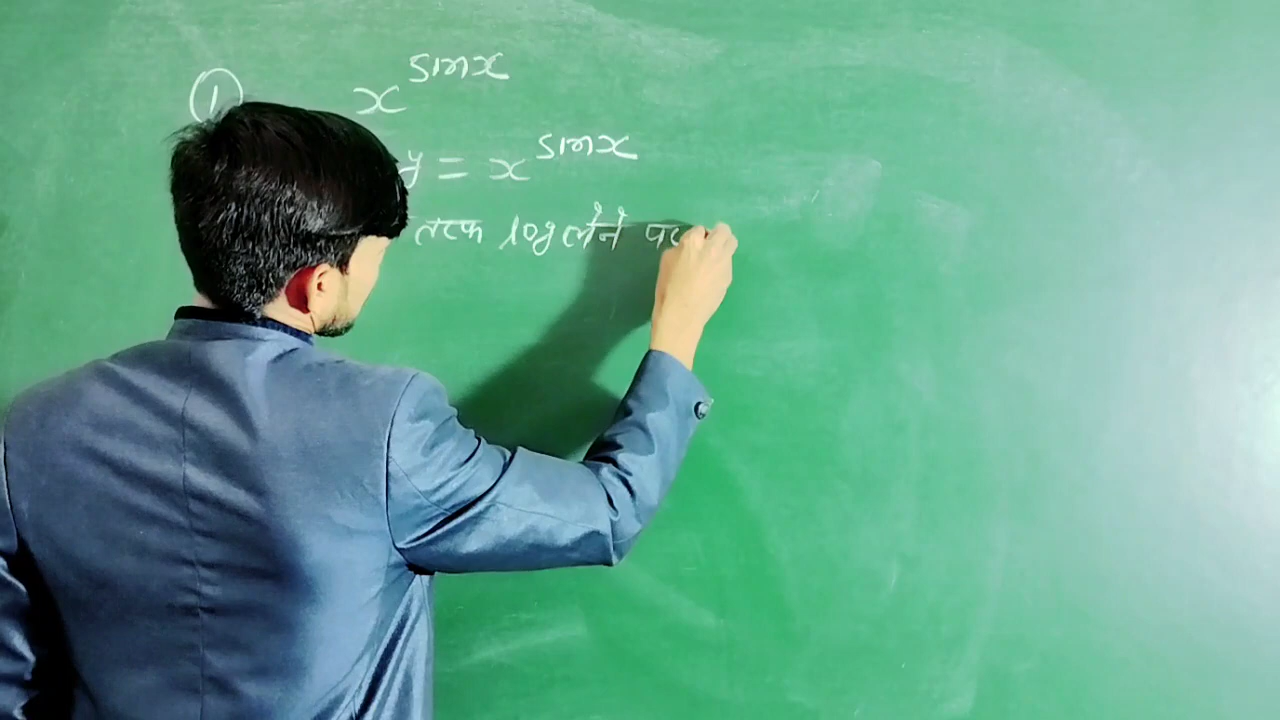 ① x^sinx
y = x^sinx
तरफ log लेने पर